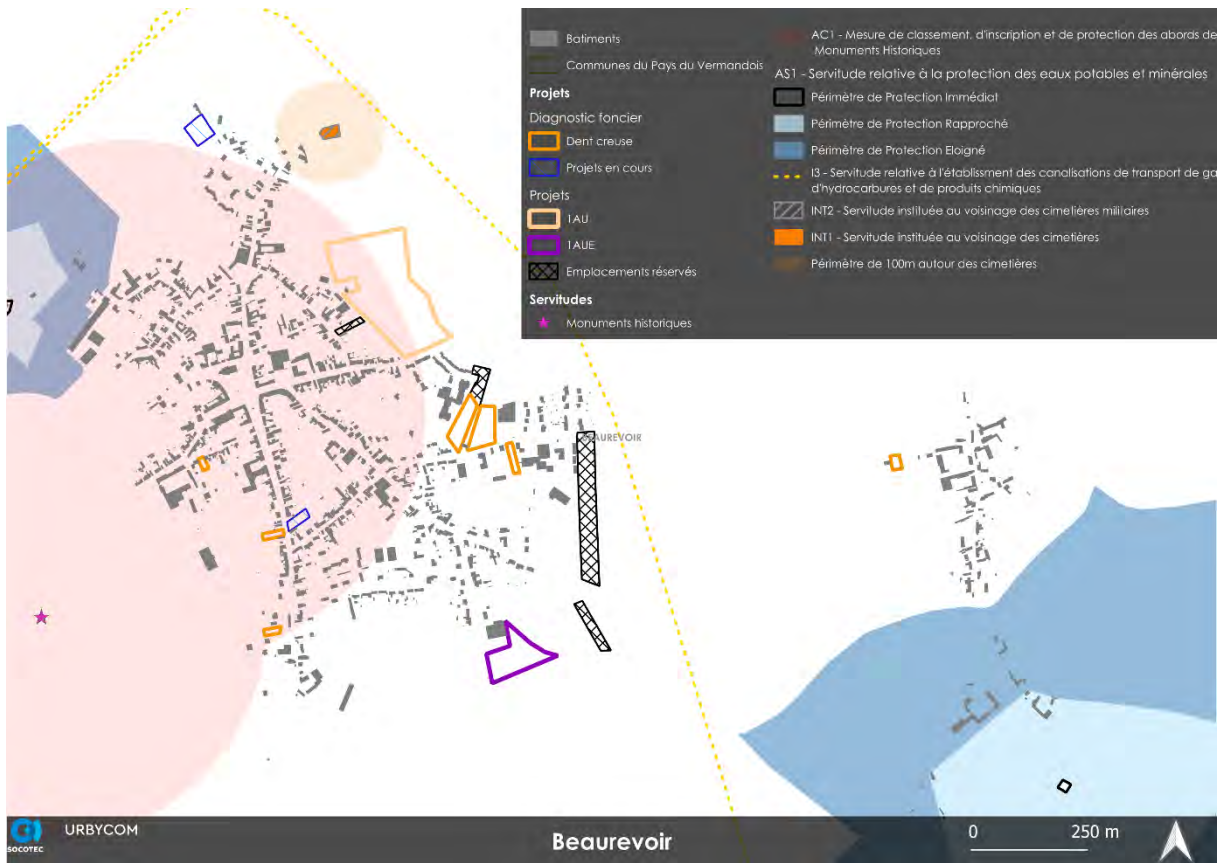 Batiments
Communes du Pays du Vermandois
Projets
Diagnostic foncier
Dent creuse
Projets en cours
Projets
1AU
1AUE
Emplacements réservés
Servitudes
Monuments historiques
AC1 - Mesure de classement, d'inscription et de protection des abords de
Monuments Historiques
AS1 - Servitude relative à la protection des eaux potables et minérales
Périmètre de Protection Immédiat
Périmètre de Protection Rapproché
Périmètre de Protection Eloigné
I3 - Servitude relative à l'établissment des canalisations de transport de ga
d'hydrocarbures et de produits chimiques
INT2 - Servitude instituée au voisinage des cimetières militaires
INT1 - Servitude instituée au voisinage des cimetières
Périmètre de 100m autour des cimetières
BEAUREVOIR
SOCOTEC
URBYCOM
Beaurevoir
0 250 m